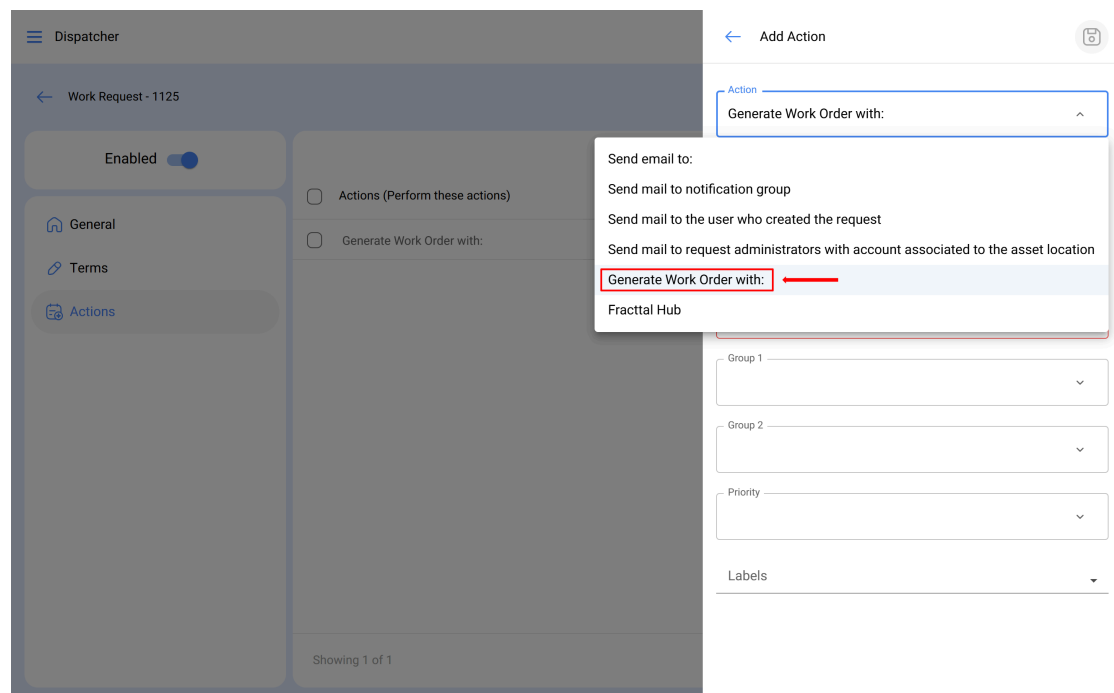 Dispatcher
Work Request - 1125
Enabled
General
Terms
Actions
Actions (Perform these actions)
Generate Work Order with:
Showing 1 of 1
Add Action
Action
Generate Work Order with:
Send email to:
Send mail to notification group
Send mail to the user who created the request
Send mail to request administrators with account associated to the asset location
Generate Work Order with:
Fracttal Hub
Group 1
Group 2
Priority
Labels